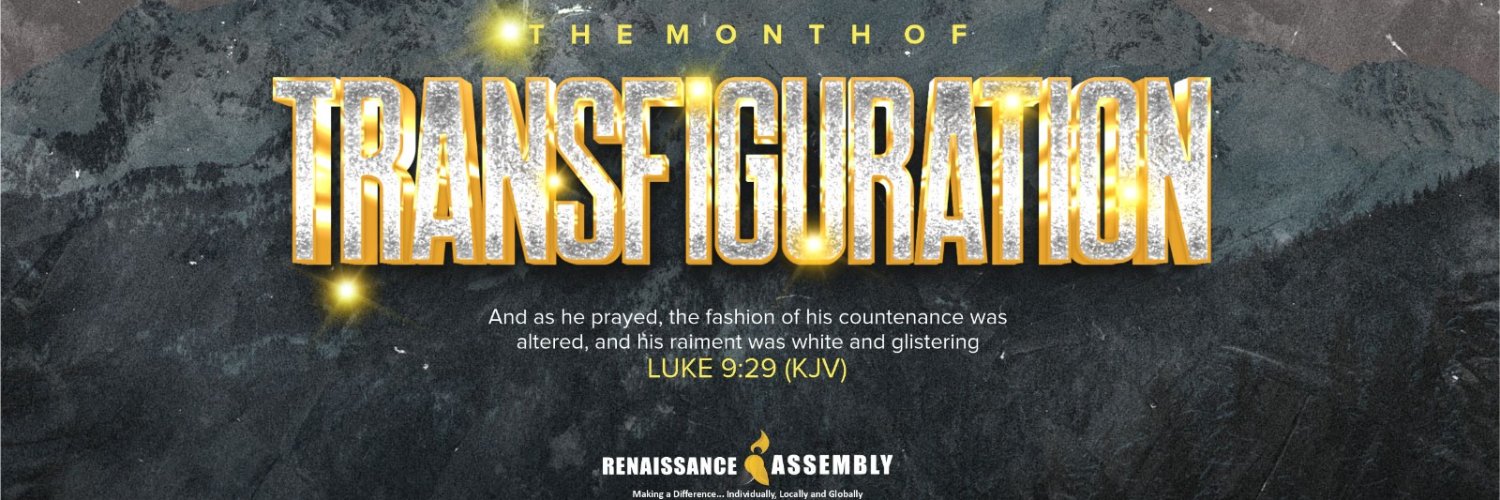 THE MONTH OF
TRANSFIGURATION
And as he prayed, the fashion of his countenance was
altered, and his raiment was white and glistering
LUKE 9:29 (KJV)
RENAISSANCE ASSEMBLY
Making a Difference... Individually, Locally and Globally